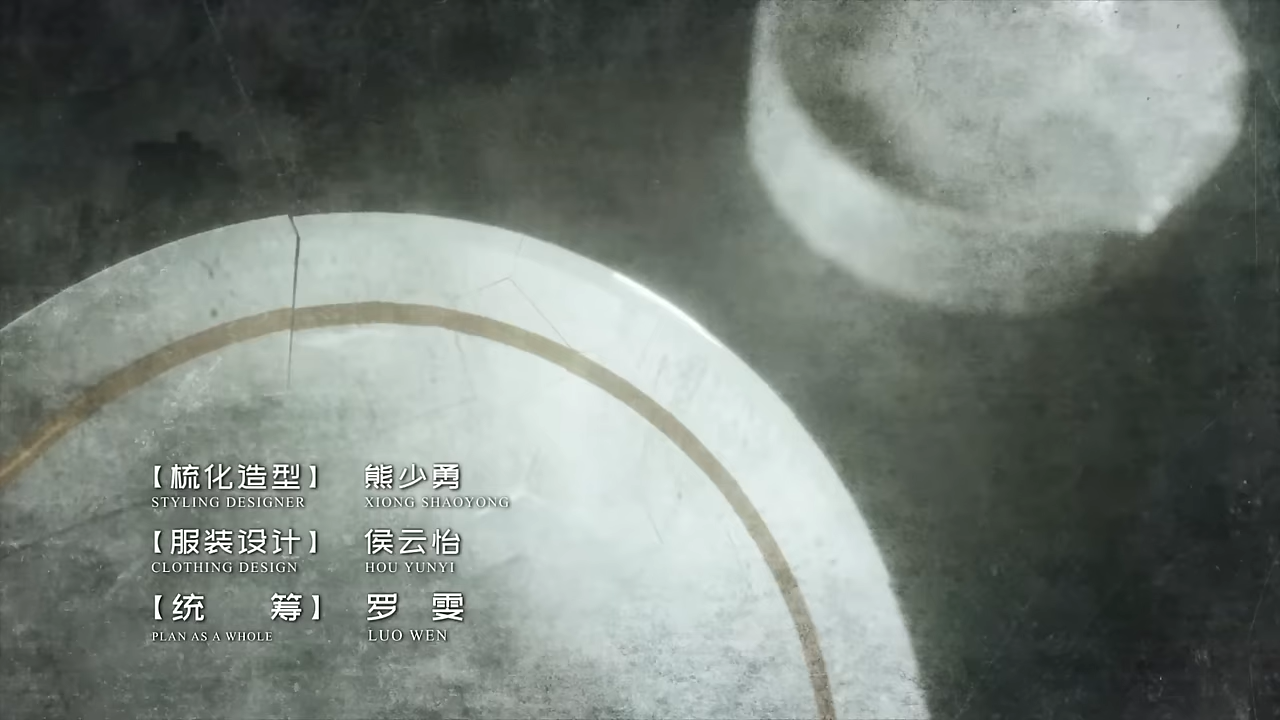 【梳化造型】 熊少勇
STYLING DESIGNER XIONG SHAOYONG
【服装设计】 侯云怡
CLOTHING DESIGN HOU YUNYI
【统 筹】 罗 雯
PLAN AS A WHOLE LUO WEN